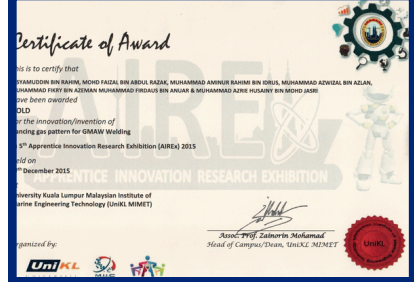 Certificate of Award
his is to certify that
SYAMUDDIN BIN RAHIM, MOHD FAIZAL BIN ABDUL RAZAK, MUHAMMAD AMINUR RAHIMI BIN IDRUS, MUHAMMAD AZWIZAL BIN AZLAN,
UHAMMAD FIKRY BIN AZEMAN MUHAMMAD FIRDAUS BIN ANUAR & MUHAMMAD AZRIE HUSAINY BIN MOHD JASRI
ave been awarded
OLD
or the innovation/invention of
ancing gas pattern for GMAW Welding
5th Apprentice Innovation Research Exhibition (AIREx) 2015
eld on
December 2015
AIREX
APPRENTICE INNOVATION RESEARCH EXHIBITION
niversity Kuala Lumpur Malaysian Institute of
arine Engineering Technology (UniKL MIMET)
Assoc. Prof. Zainorin Mohamad
Head of Campus/Dean, UniKL MIMET
UniKL
rganized by:
UniKL